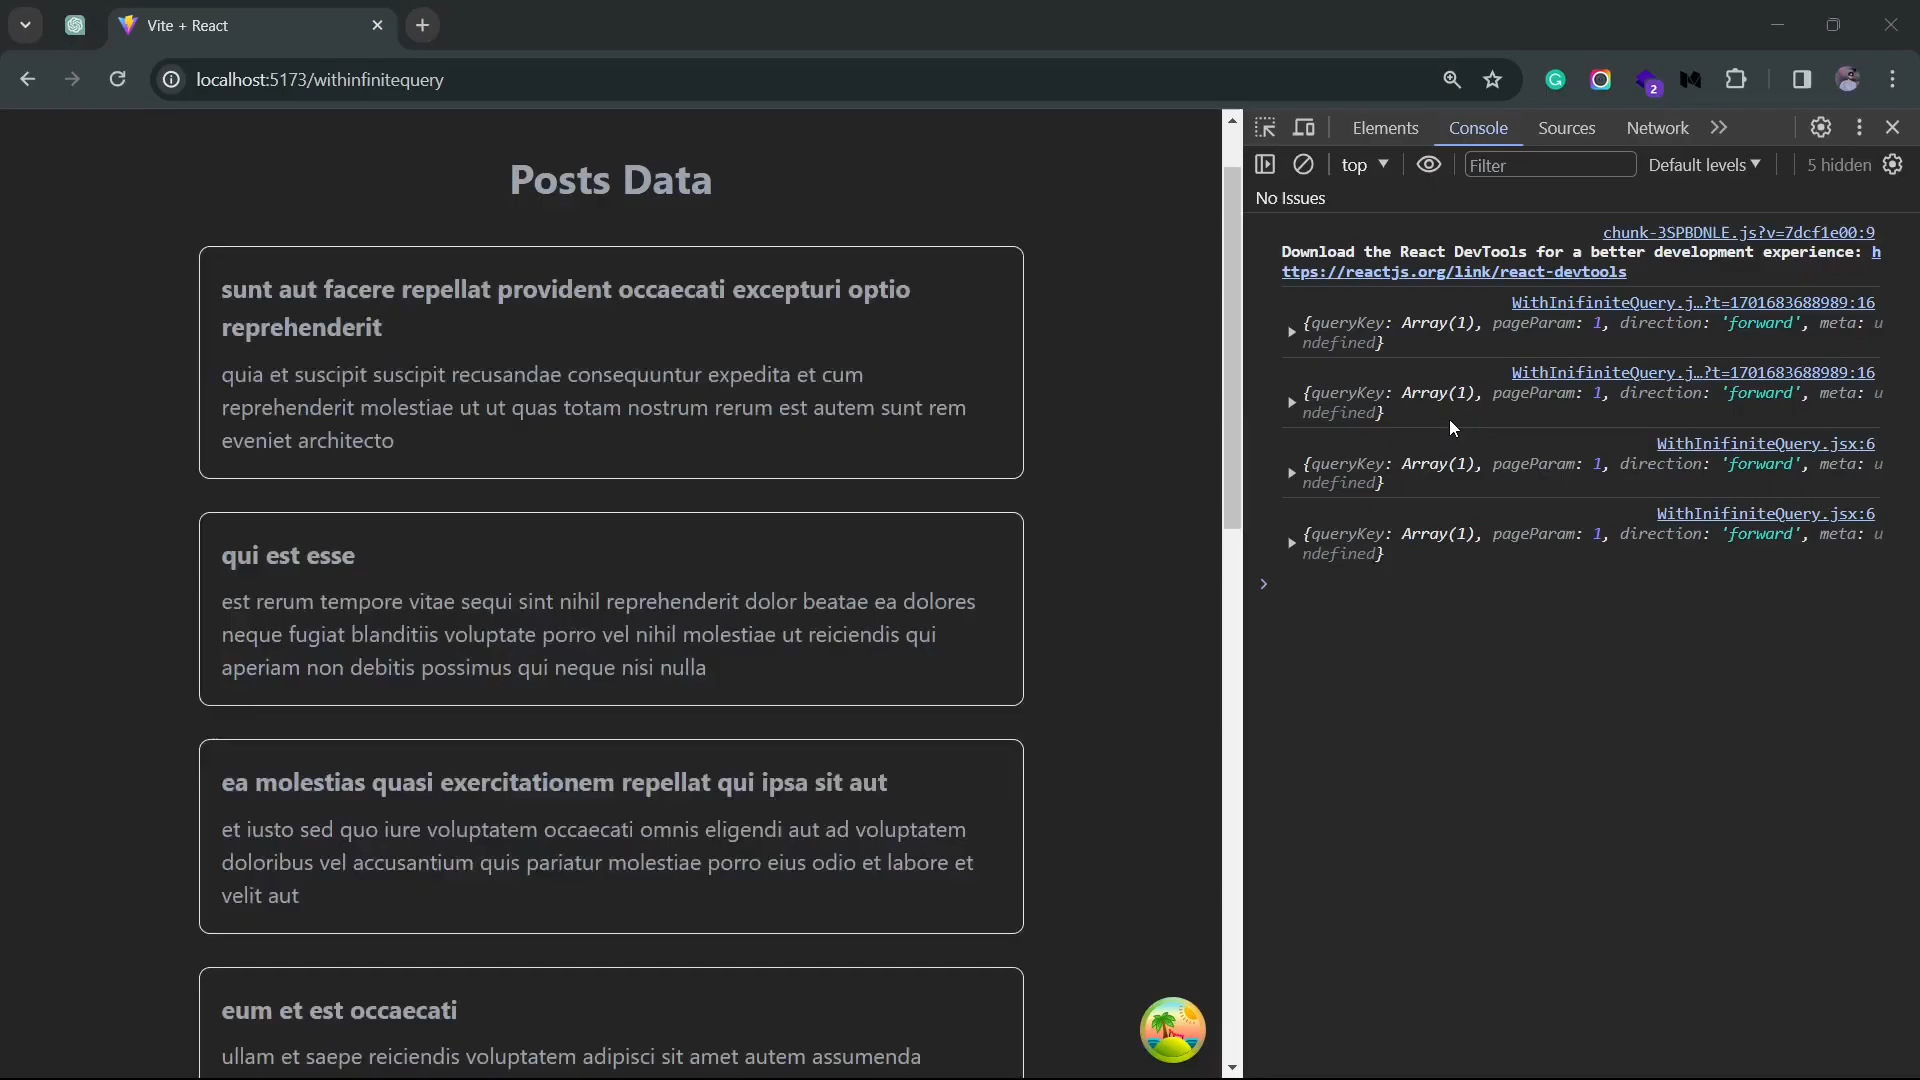 Vite + React
localhost:5173/withinfinitequery
2
Posts Data
sunt aut facere repellat provident occaecati excepturi optio
reprehenderit
quia et suscipit suscipit recusandae consequuntur expedita et cum
reprehenderit molestiae ut ut quas totam nostrum rerum est autem sunt rem
eveniet architecto
qui est esse
est rerum tempore vitae sequi sint nihil reprehenderit dolor beatae ea dolores
neque fugiat blanditiis voluptate porro vel nihil molestiae ut reiciendis qui
aperiam non debitis possimus qui neque nisi nulla
ea molestias quasi exercitationem repellat qui ipsa sit aut
et iusto sed quo iure voluptatem occaecati omnis eligendi aut ad voluptatem
doloribus vel accusantium quis pariatur molestiae porro eius odio et labore et
velit aut
eum et est occaecati
ullam et saepe reiciendis voluptatem adipisci sit amet autem assumenda
Elements Console Sources Network
top Filter Default levels 5 hidden
No Issues
chunk-3SPBDNLE.js?v=7dcf1e00:9
Download the React DevTools for a better development experience: h
ttps://reactjs.org/link/react-devtools
WithInifiniteQuery.j…?t=1701683688989:16
{queryKey: Array(1), pageParam: 1, direction: 'forward', meta: u
ndefined}
WithInifiniteQuery.j…?t=1701683688989:16
{queryKey: Array(1), pageParam: 1, direction: 'forward', meta: u
ndefined}
WithInifiniteQuery.jsx:6
{queryKey: Array(1), pageParam: 1, direction: 'forward', meta: u
ndefined}
WithInifiniteQuery.jsx:6
{queryKey: Array(1), pageParam: 1, direction: 'forward', meta: u
ndefined}